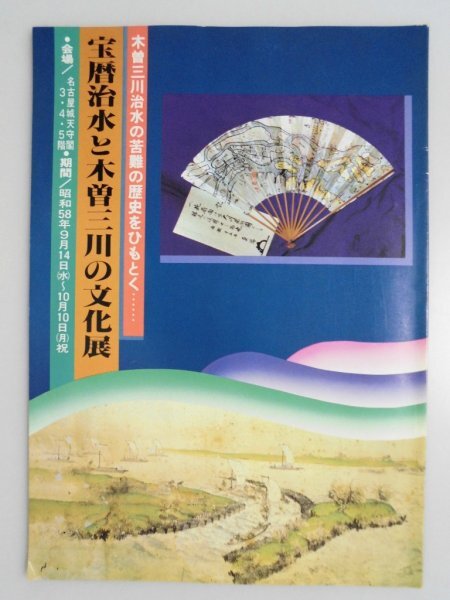 木曽三川治水の苦難の歴史をひもとく……
宝暦治水と木曽三川の文化展
•会場/名古屋城天守閣
3・4・5階
•期間/昭和58年9月14日㈬〜10月10日㈪祝